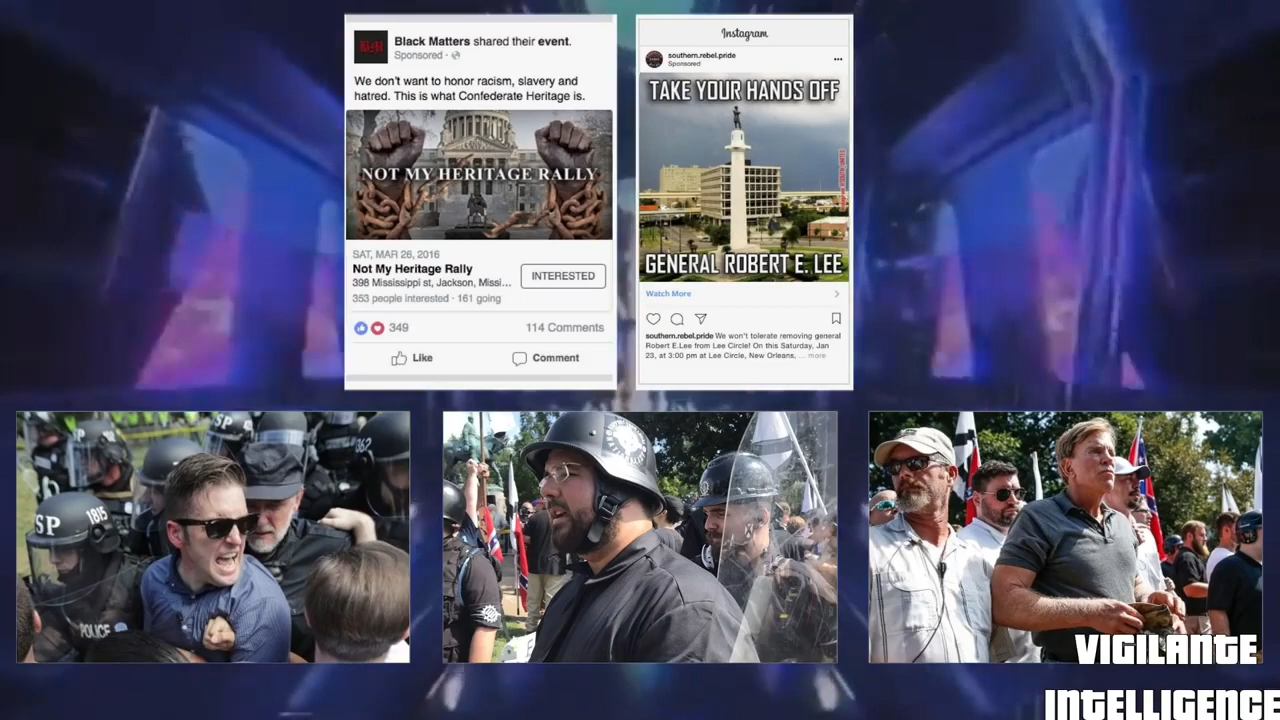 Black Matters shared their event.
Sponsored ·
We don't want to honor racism, slavery and
hatred. This is what Confederate Heritage is.
NOT MY HERITAGE RALLY
SAT, MAR 26, 2016
Not My Heritage Rally
398 Mississippi st, Jackson, Missi...
353 people interested · 161 going
INTERESTED
349
114 Comments
Like
Comment
Instagram
southern.rebel.pride
Sponsored
TAKE YOUR HANDS OFF
GENERAL ROBERT E. LEE
Watch More
southern.rebel.pride We won't tolerate removing general
Robert E.Lee from Lee Circle! On this Saturday, Jan
23, at 3:00 pm at Lee Circle, New Orleans, ... more
SP
1815
POLICE
SP
P
VIGILANTE
INTELLIGENCE